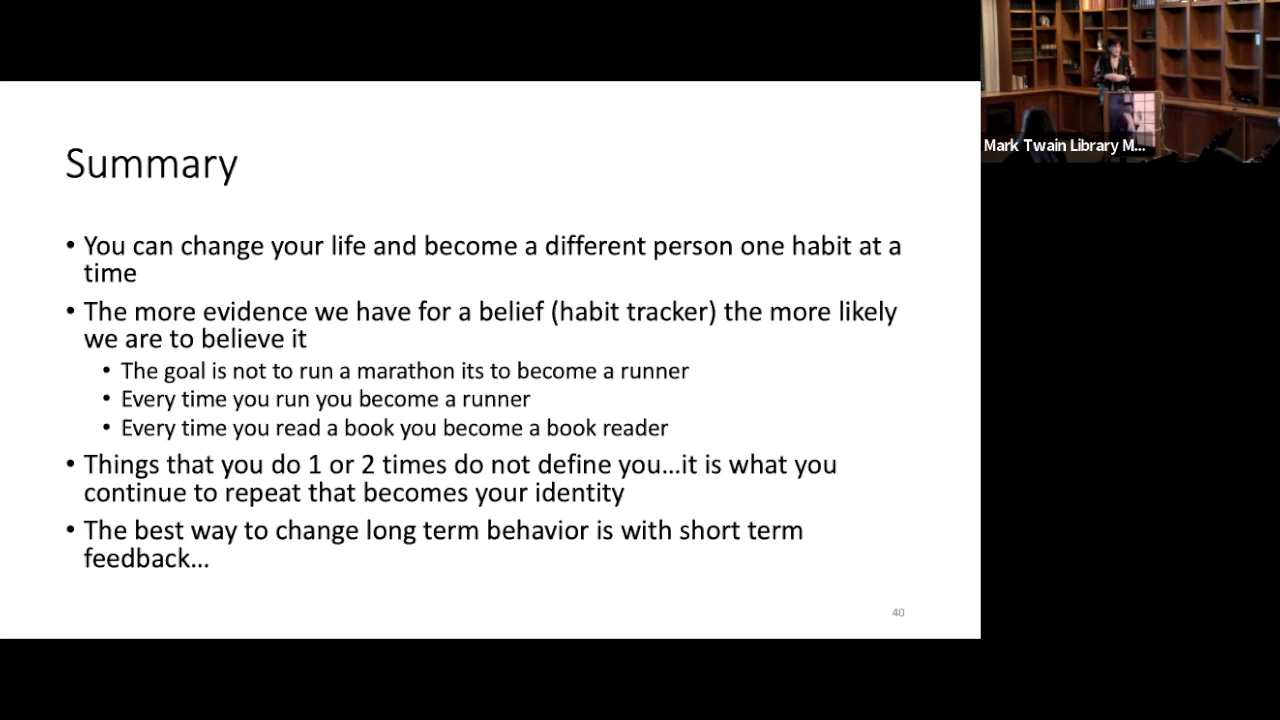 Summary
• You can change your life and become a different person one habit at a
time
• The more evidence we have for a belief (habit tracker) the more likely
we are to believe it
• The goal is not to run a marathon its to become a runner
• Every time you run you become a runner
• Every time you read a book you become a book reader
• Things that you do 1 or 2 times do not define you...it is what you
continue to repeat that becomes your identity
• The best way to change long term behavior is with short term
feedback...
40
Mark Twain Library M...